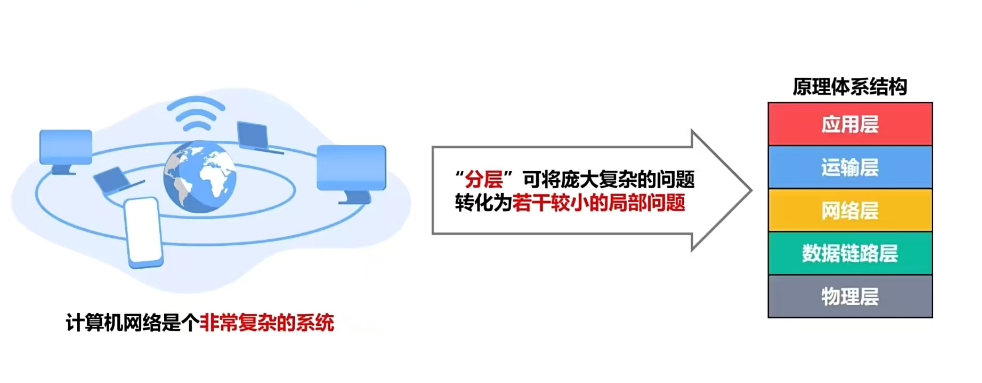 原理体系结构
应用层
运输层
网络层
数据链路层
物理层
“分层”可将庞大复杂的问题
转化为若干较小的局部问题
计算机网络是个非常复杂的系统